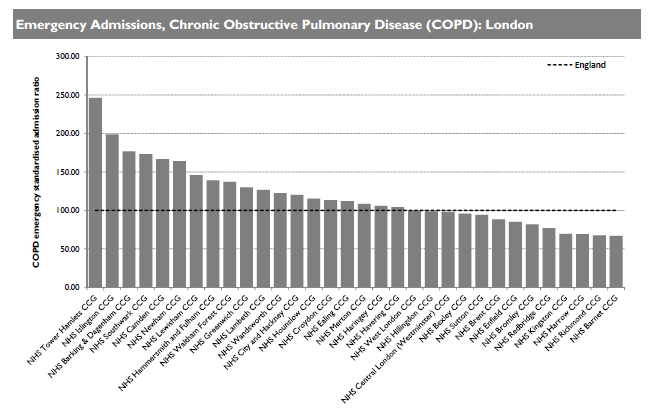 Emergency Admissions, Chronic Obstructive Pulmonary Disease (COPD): London
300.00
England
250.00
200.00
150.00
100.00
50.00
0.00
COPD emergency standardised admission ratio
NHS Tower Hamlets CCG
NHS Islington CCG
NHS Barking & Dagenham CCG
NHS Southwark CCG
NHS Camden CCG
NHS Newham CCG
NHS Lewisham CCG
NHS Hammersmith and Fulham CCG
NHS Waltham Forest CCG
NHS Greenwich CCG
NHS Lambeth CCG
NHS Wandsworth CCG
NHS City and Hackney CCG
NHS Hounslow CCG
NHS Croydon CCG
NHS Ealing CCG
NHS Merton CCG
NHS Haringey CCG
NHS Havering CCG
NHS West London CCG
NHS Hillingdon CCG
NHS Central London (Westminster) CCG
NHS Bexley CCG
NHS Sutton CCG
NHS Brent CCG
NHS Enfield CCG
NHS Bromley CCG
NHS Redbridge CCG
NHS Kingston CCG
NHS Harrow CCG
NHS Richmond CCG
NHS Barnet CCG